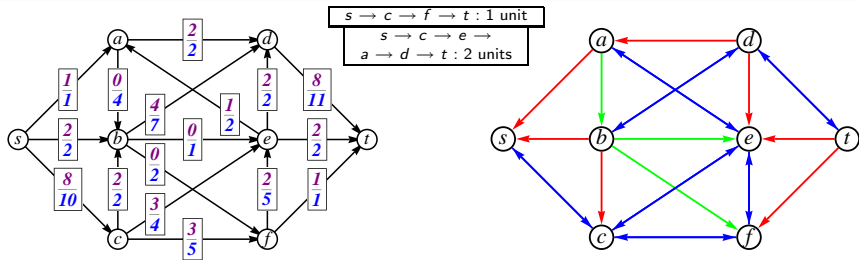 s → c → f → t : 1 unit
s → c → e →
a → d → t : 2 units
a 2/2 d
1/1 0/4 4/7 1/2 2/2 8/11
s 2/2 b 0/1 e 2/2 t
8/10 2/2 0/2 3/4 2/5 1/1
c 3/5 f
a d
s b e t
c f